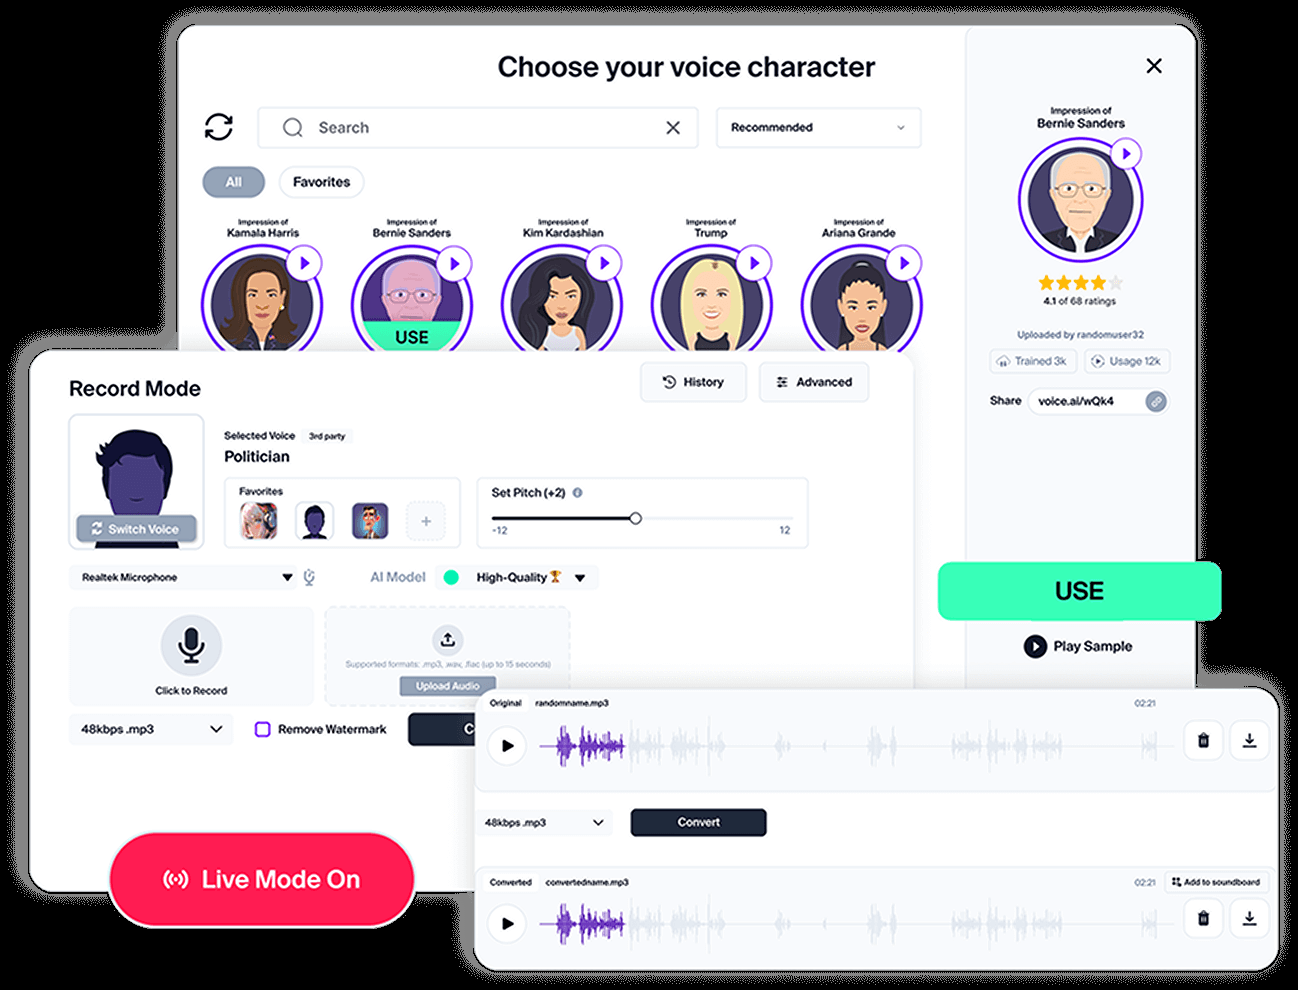 Choose your voice character
Search
Recommended
All
Favorites
Impression of
Kamala Harris
Impression of
Bernie Sanders
Impression of
Kim Kardashian
Impression of
Trump
Impression of
Ariana Grande
USE
Impression of
Bernie Sanders
4.1 of 68 ratings
Uploaded by randomuser32
Trained 3k
Usage 12k
Share
voice.ai/wQk4
USE
Play Sample
Record Mode
History
Advanced
Selected Voice
3rd party
Politician
Switch Voice
Favorites
+
Set Pitch (+2)
-12
12
Realtek Microphone
AI Model
High-Quality
Click to Record
Supported formats: .mp3, .wav, .flac (up to 15 seconds)
Upload Audio
48kbps .mp3
Remove Watermark
C
Original
randomname.mp3
02:21
48kbps .mp3
Convert
Converted
convertedname.mp3
02:21
Add to soundboard
Live Mode On